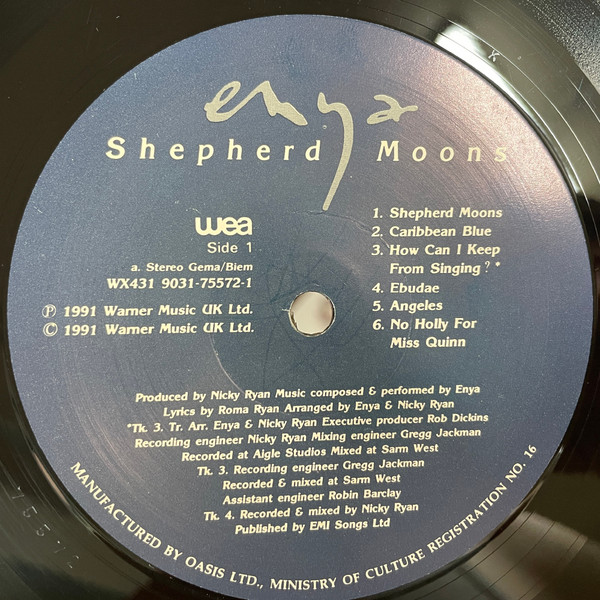 enya
Shepherd Moons
wea
Side 1
a. Stereo Gema/Biem
WX431 9031-75572-1
Ⓟ 1991 Warner Music UK Ltd.
© 1991 Warner Music UK Ltd.
1. Shepherd Moons
2. Caribbean Blue
3. How Can I Keep
From Singing?*
4. Ebudae
5. Angeles
6. No Holly For
Miss Quinn
Produced by Nicky Ryan Music composed & performed by Enya
Lyrics by Roma Ryan Arranged by Enya & Nicky Ryan
*Tk. 3. Tr. Arr. Enya & Nicky Ryan Executive producer Rob Dickins
Recording engineer Nicky Ryan Mixing engineer Gregg Jackman
Recorded at Aigle Studios Mixed at Sarm West
Tk. 3. Recording engineer Gregg Jackman
Recorded & mixed at Sarm West
Assistant engineer Robin Barclay
Tk. 4. Recorded & mixed by Nicky Ryan
Published by EMI Songs Ltd
MANUFACTURED BY OASIS LTD., MINISTRY OF CULTURE REGISTRATION NO. 16